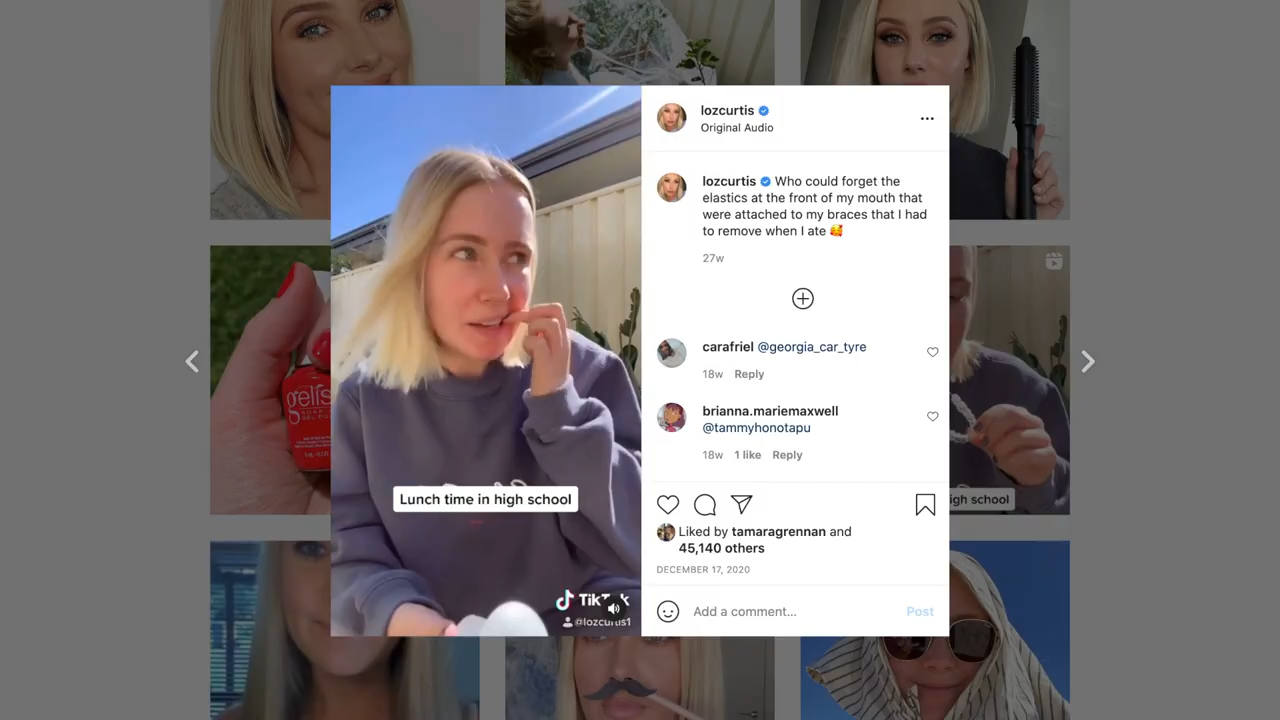 lozcurtis
Original Audio
lozcurtis Who could forget the
elastics at the front of my mouth that
were attached to my braces that I had
to remove when I ate 🥰
27w
carafriel @georgia_car_tyre
18w Reply
brianna.mariemaxwell
@tammyhonotapu
18w 1 like Reply
Liked by tamaragrennan and
45,140 others
DECEMBER 17, 2020
Add a comment... Post
Lunch time in high school
TikTok
@lozcurtis1
gelis
igh school